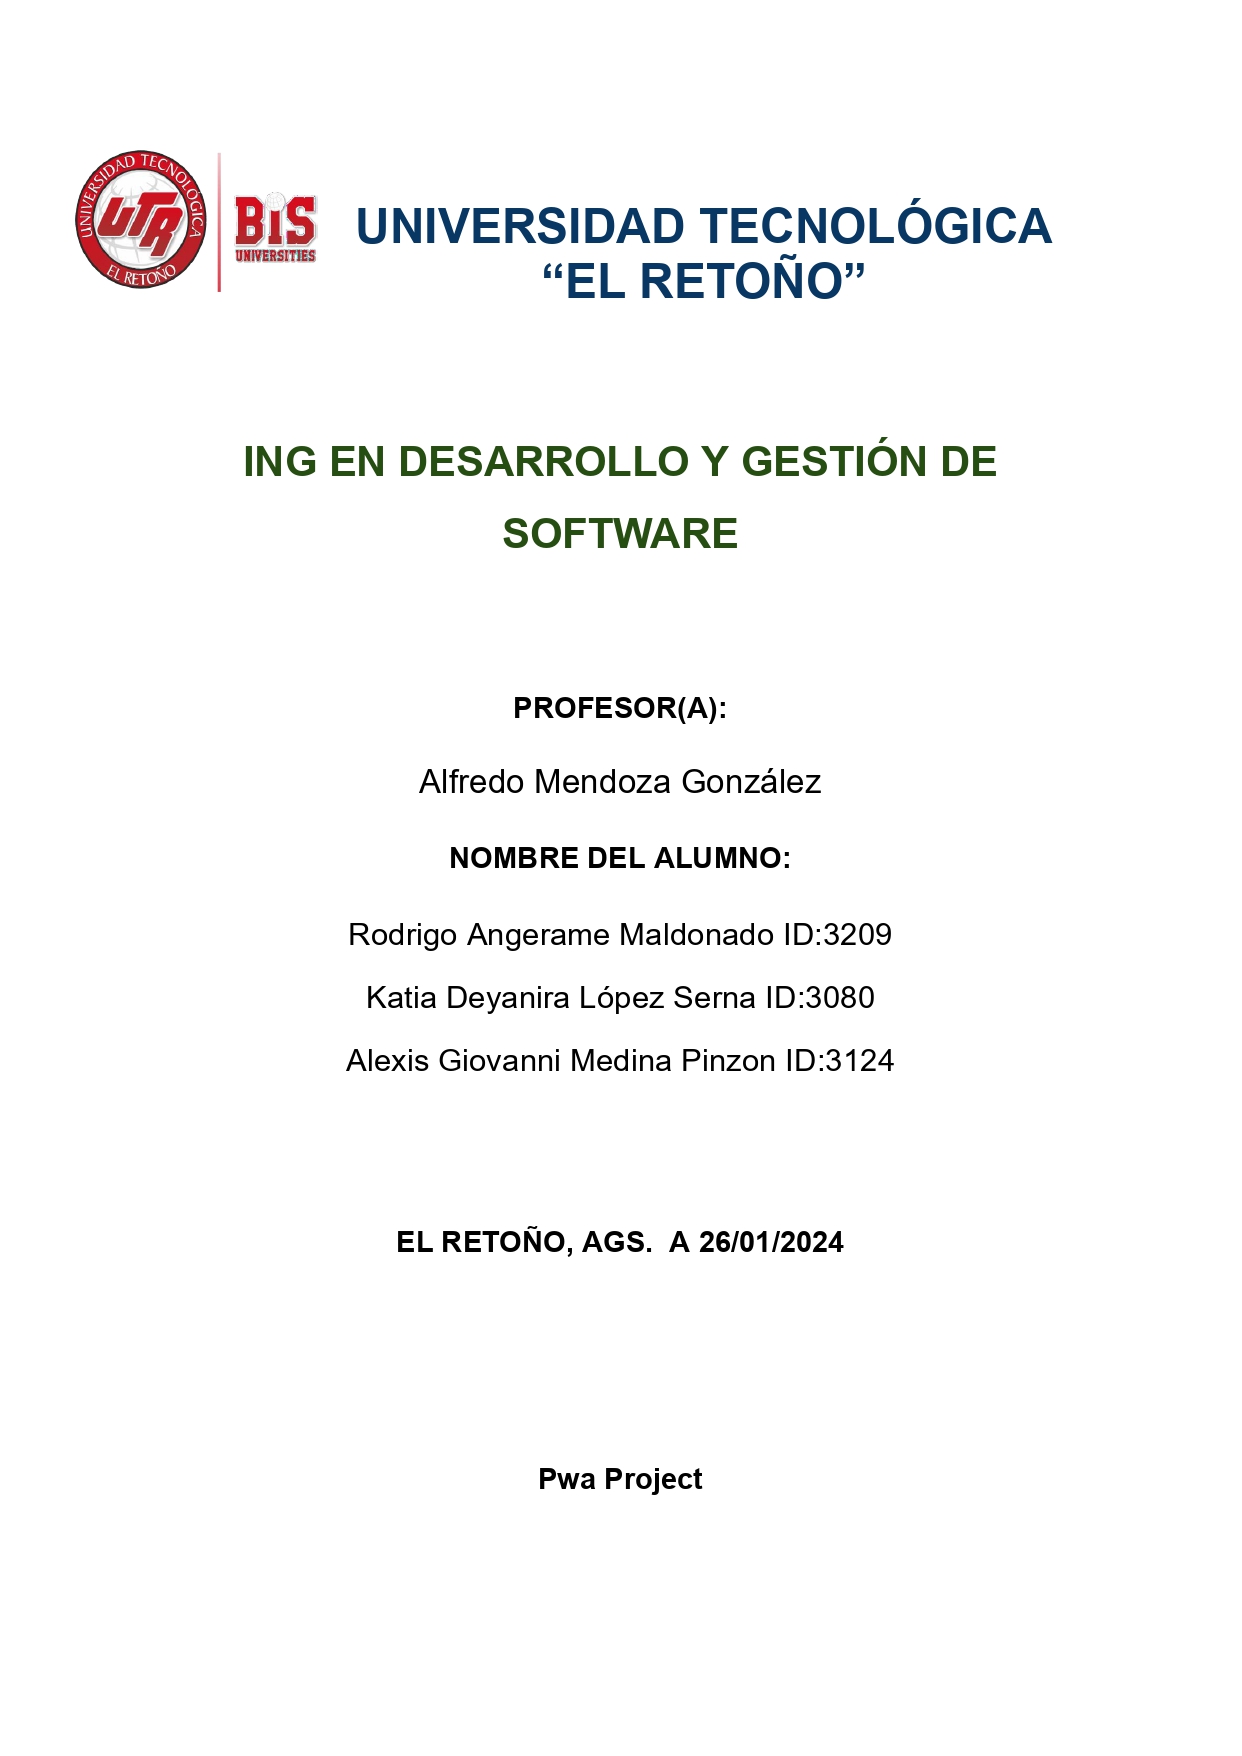 UNIVERSIDAD TECNOLÓGICA
UTR
EL RETOÑO
BIS
UNIVERSITIES
UNIVERSIDAD TECNOLÓGICA
“EL RETOÑO”
ING EN DESARROLLO Y GESTIÓN DE
SOFTWARE
PROFESOR(A):
Alfredo Mendoza González
NOMBRE DEL ALUMNO:
Rodrigo Angerame Maldonado ID:3209
Katia Deyanira López Serna ID:3080
Alexis Giovanni Medina Pinzon ID:3124
EL RETOÑO, AGS.  A 26/01/2024
Pwa Project